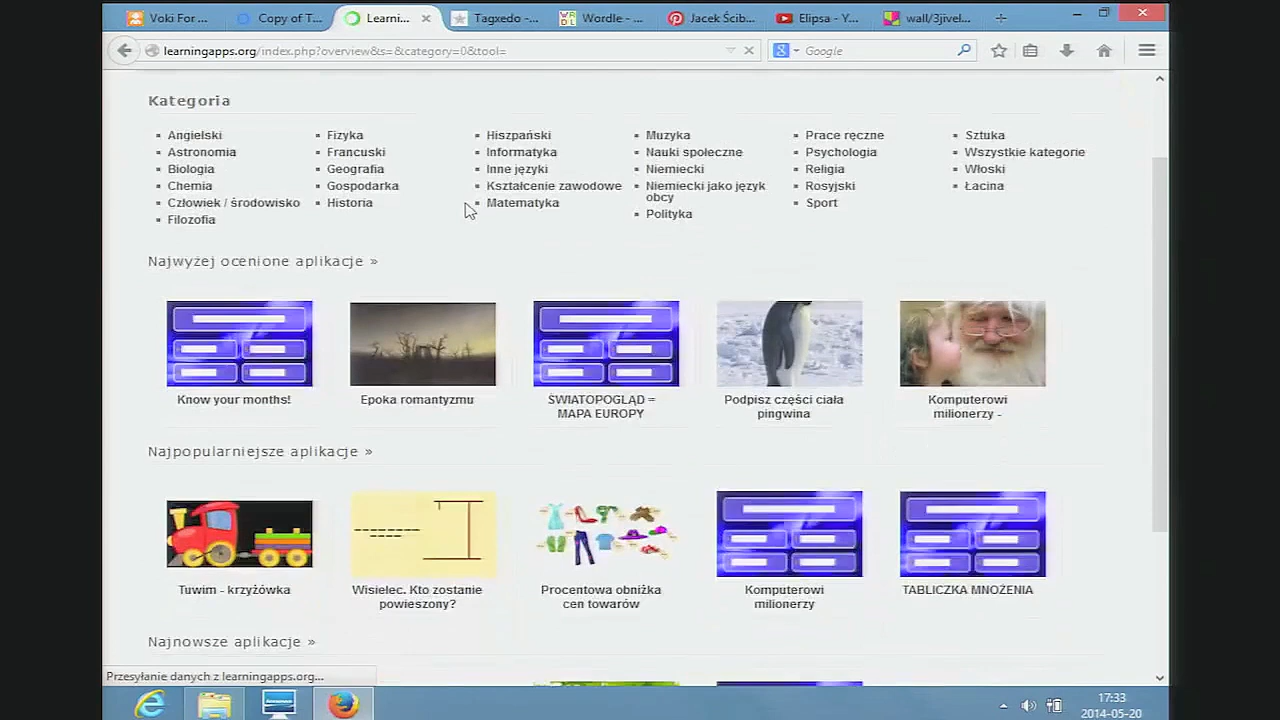 Voki For ...
Copy of T...
Learni...
Tagxedo -...
Wordle - ...
Jacek Ścib...
Elipsa - Y...
wall/3jivel...
learningapps.org/index.php?overview&s=&category=0&tool=
Google
Kategoria
Angielski
Astronomia
Biologia
Chemia
Człowiek / środowisko
Filozofia
Fizyka
Francuski
Geografia
Gospodarka
Historia
Hiszpański
Informatyka
Inne języki
Kształcenie zawodowe
Matematyka
Muzyka
Nauki społeczne
Niemiecki
Niemiecki jako język
obcy
Polityka
Prace ręczne
Psychologia
Religia
Rosyjski
Sport
Sztuka
Wszystkie kategorie
Włoski
Łacina
Najwyżej ocenione aplikacje »
Know your months!
Epoka romantyzmu
ŚWIATOPOGLĄD =
MAPA EUROPY
Podpisz części ciała
pingwina
Komputerowi
milionerzy -
Najpopularniejsze aplikacje »
Tuwim - krzyżówka
Wisielec. Kto zostanie
powieszony?
Procentowa obniżka
cen towarów
Komputerowi
milionerzy
TABLICZKA MNOŻENIA
Najnowsze aplikacje »
Przesyłanie danych z learningapps.org...
17:33
2014-05-20